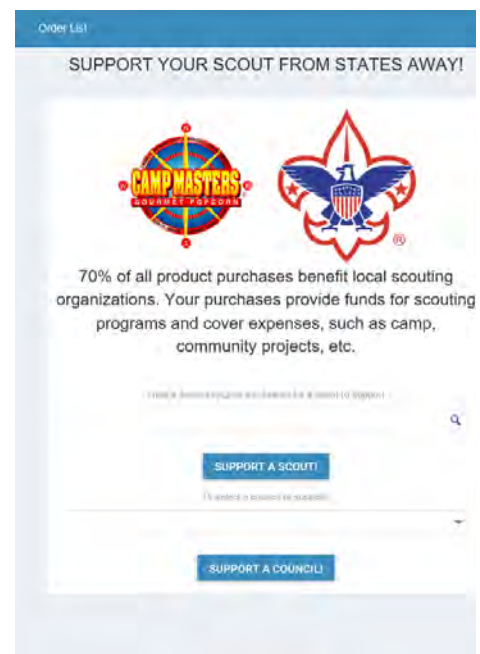 Order List
SUPPORT YOUR SCOUT FROM STATES AWAY!
CAMP MASTERS
GOURMET POPCORN
®
70% of all product purchases benefit local scouting
organizations. Your purchases provide funds for scouting
programs and cover expenses, such as camp,
community projects, etc.
SUPPORT A SCOUT!
SUPPORT A COUNCIL!